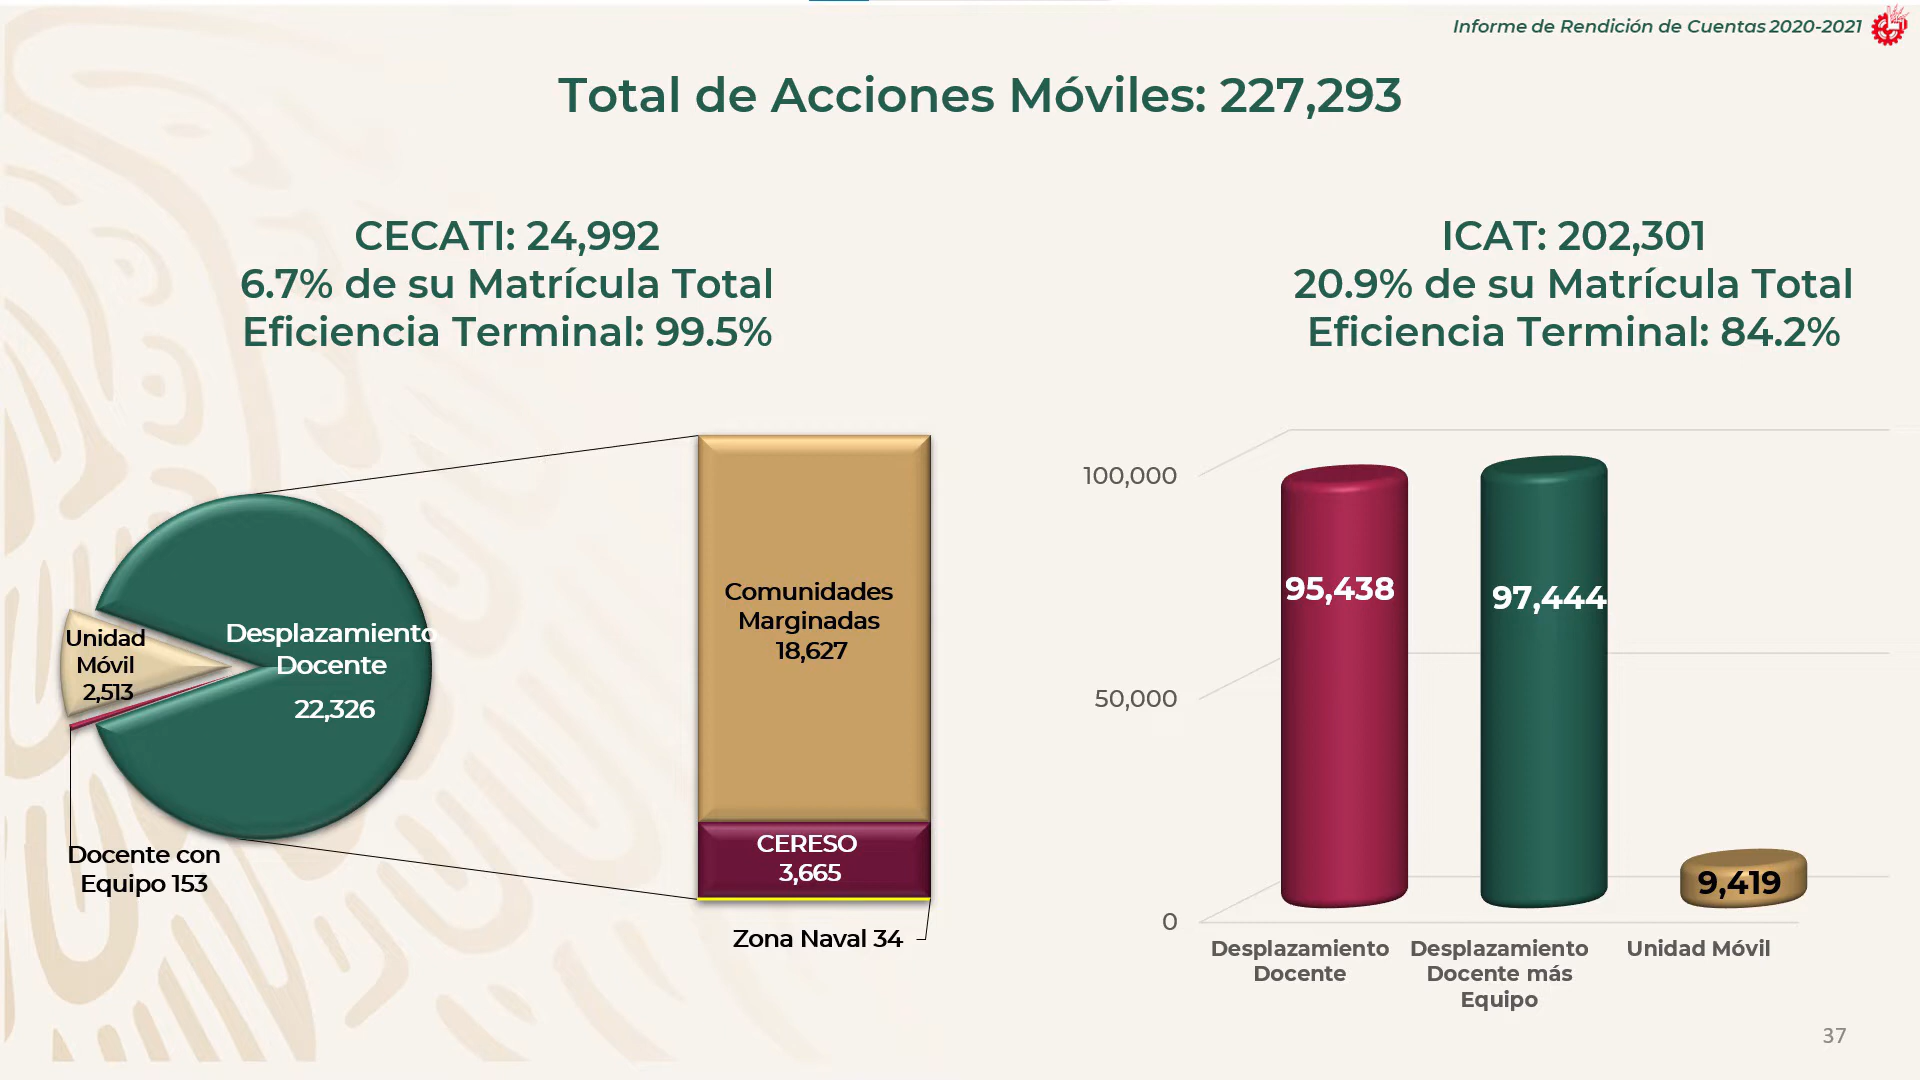 Informe de Rendición de Cuentas 2020-2021
Total de Acciones Móviles: 227,293
CECATI: 24,992
6.7% de su Matrícula Total
Eficiencia Terminal: 99.5%
ICAT: 202,301
20.9% de su Matrícula Total
Eficiencia Terminal: 84.2%
Unidad
Móvil
2,513
Desplazamiento
Docente
22,326
Docente con
Equipo 153
Comunidades
Marginadas
18,627
CERESO
3,665
Zona Naval 34
100,000
50,000
0
95,438
97,444
9,419
Desplazamiento
Docente
Desplazamiento
Docente más
Equipo
Unidad Móvil
37